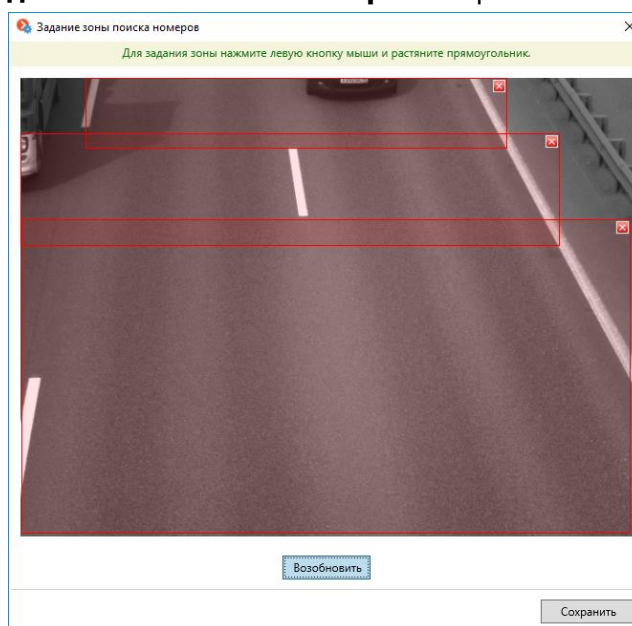 Задание зоны поиска номеров
Для задания зоны нажмите левую кнопку мыши и растяните прямоугольник.
Возобновить
Сохранить